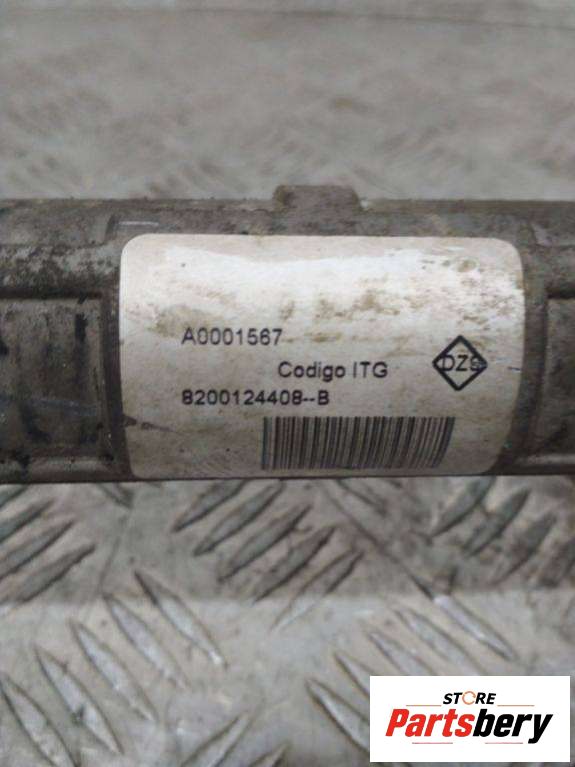 A0001567
Codigo ITG
DZS
8200124408--B
STORE
Partsbery